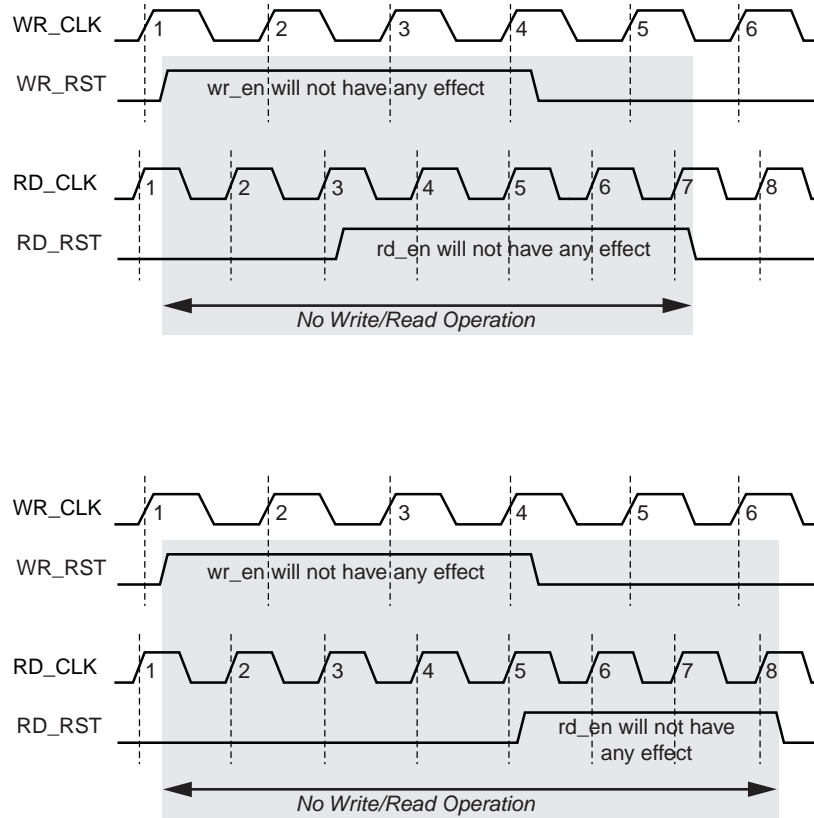 WR_CLK 1 2 3 4 5 6
WR_RST wr_en will not have any effect
RD_CLK 1 2 3 4 5 6 7 8
RD_RST rd_en will not have any effect
No Write/Read Operation
WR_CLK 1 2 3 4 5 6
WR_RST wr_en will not have any effect
RD_CLK 1 2 3 4 5 6 7 8
RD_RST rd_en will not have
any effect
No Write/Read Operation